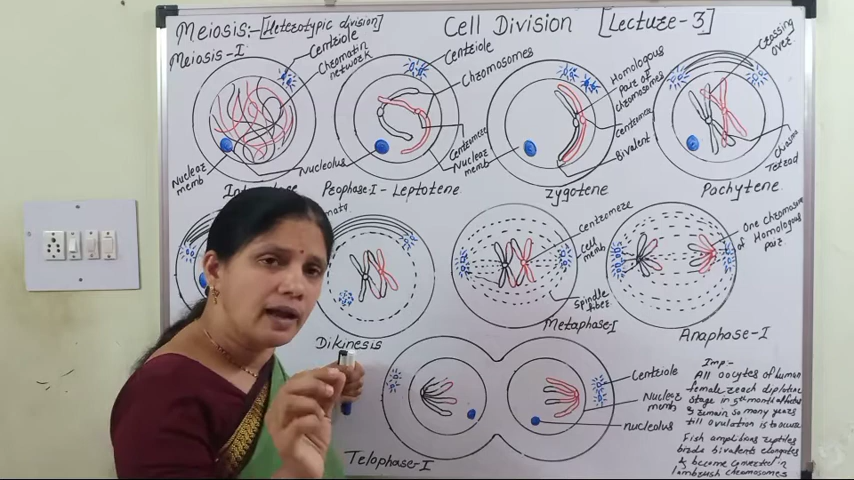 Meiosis:-[Heterotypic division]
Cell Division [Lecture-3]
Meiosis-I
Centriole
Chromatin
network
Nuclear
memb
Nucleolus
Centriole
Chromosomes
Centromere
Nuclear
memb
Prophase-I - Leptotene
Homologous
pair of
chromosomes
Bivalent
Zygotene
Crossing
over
Tetrad
Pachytene
Dikinesis
Centromere
Cell
memb
Spindle
fiber
Metaphase-I
One Chromosome
of Homologous
pair.
Anaphase-I
Centriole
Nuclear
memb
nucleolus
Telophase-I
Imp:-
All oocytes of human
female reach diplotene
stage in 5th month of
& remain so many years
till ovulation is to occur
Fish amphibians reptiles
birds bivalents elongates
& become converted in
lambrush chromosomes